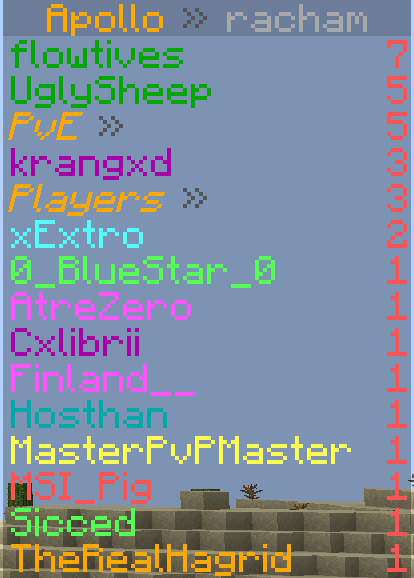 Apollo » racham
flowtives 7
UglySheep 5
PvE » 5
krangxd 3
Players » 3
xExtro 2
0_BlueStar_0 1
AtreZero 1
Cxlibrii 1
Finland__ 1
Hosthan 1
MasterPvPMaster 1
MSI_Pig 1
Sicced 1
TheRealHagrid 1